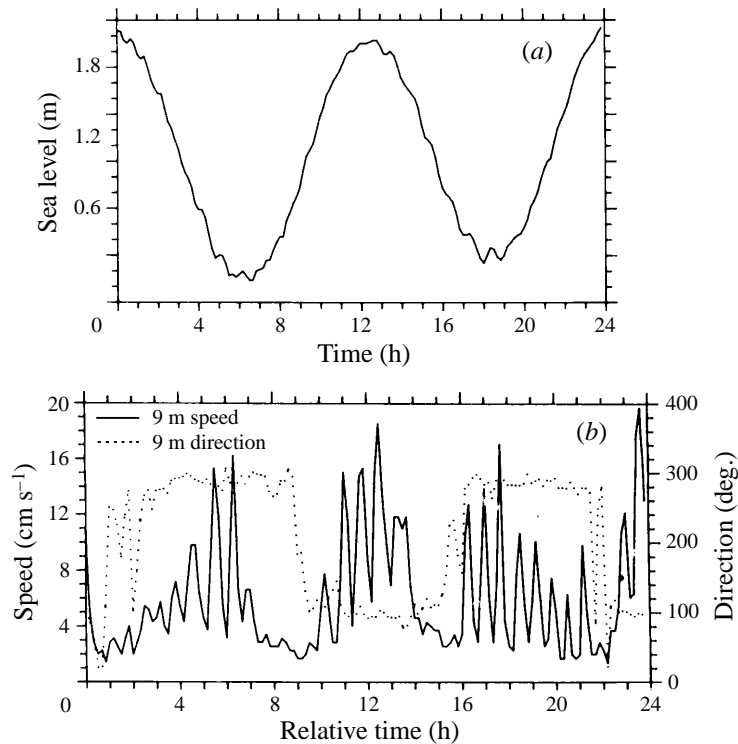 (a)
1.8
1.2
0.6
Sea level (m)
0 4 8 12 16 20 24
Time (h)
20 400
9 m speed
9 m direction
(b)
16 300
12 200
8 100
4 0
Speed (cm s⁻¹)
Direction (deg.)
0 4 8 12 16 20 24
Relative time (h)